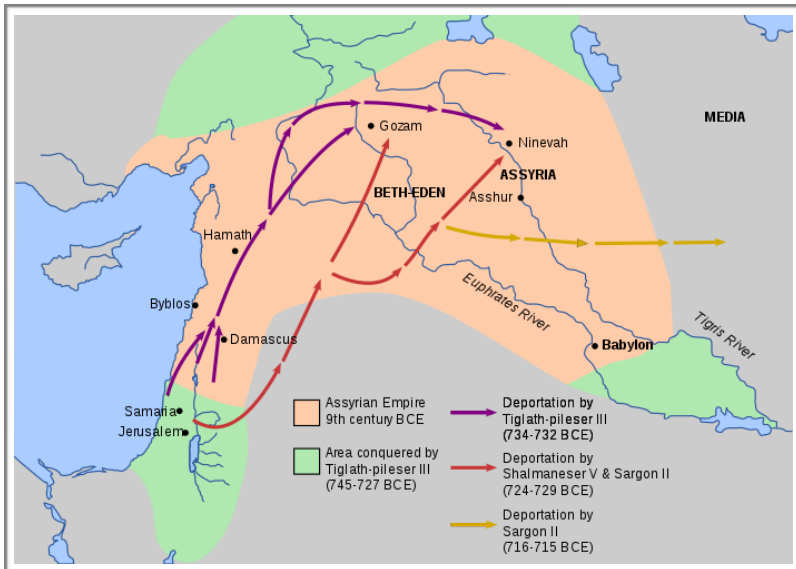 MEDIA
Gozam
Ninevah
ASSYRIA
BETH-EDEN
Asshur
Hamath
Euphrates River
Byblos
Tigris River
Damascus
Babylon
Samaria
Jerusalem
Assyrian Empire
9th century BCE
Area conquered by
Tiglath-pileser III
(745-727 BCE)
Deportation by
Tiglath-pileser III
(734-732 BCE)
Deportation by
Shalmaneser V & Sargon II
(724-729 BCE)
Deportation by
Sargon II
(716-715 BCE)